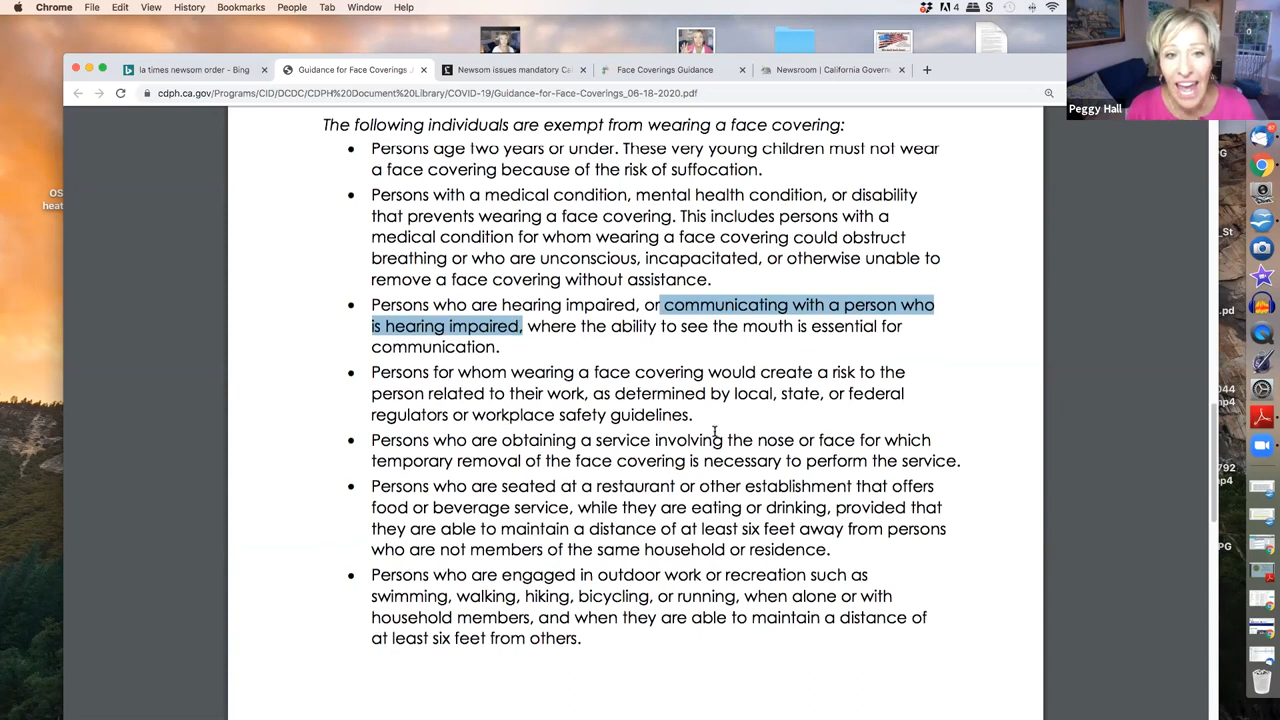 Chrome File Edit View History Bookmarks People Tab Window Help
4
la times newsom order - Bing
Guidance for Face Coverings
Newsom issues mandatory Cal
Face Coverings Guidance
Newsroom | California Govern
cdph.ca.gov/Programs/CID/DCDC/CDPH%20Document%20Library/COVID-19/Guidance-for-Face-Coverings_06-18-2020.pdf
Peggy Hall
The following individuals are exempt from wearing a face covering:
• Persons age two years or under. These very young children must not wear
a face covering because of the risk of suffocation.
• Persons with a medical condition, mental health condition, or disability
that prevents wearing a face covering. This includes persons with a
medical condition for whom wearing a face covering could obstruct
breathing or who are unconscious, incapacitated, or otherwise unable to
remove a face covering without assistance.
• Persons who are hearing impaired, or communicating with a person who
is hearing impaired, where the ability to see the mouth is essential for
communication.
• Persons for whom wearing a face covering would create a risk to the
person related to their work, as determined by local, state, or federal
regulators or workplace safety guidelines.
• Persons who are obtaining a service involving the nose or face for which
temporary removal of the face covering is necessary to perform the service.
• Persons who are seated at a restaurant or other establishment that offers
food or beverage service, while they are eating or drinking, provided that
they are able to maintain a distance of at least six feet away from persons
who are not members of the same household or residence.
• Persons who are engaged in outdoor work or recreation such as
swimming, walking, hiking, bicycling, or running, when alone or with
household members, and when they are able to maintain a distance of
at least six feet from others.
OS
heat
PG
_St
.pd
044
mp4
792
mp4
PG